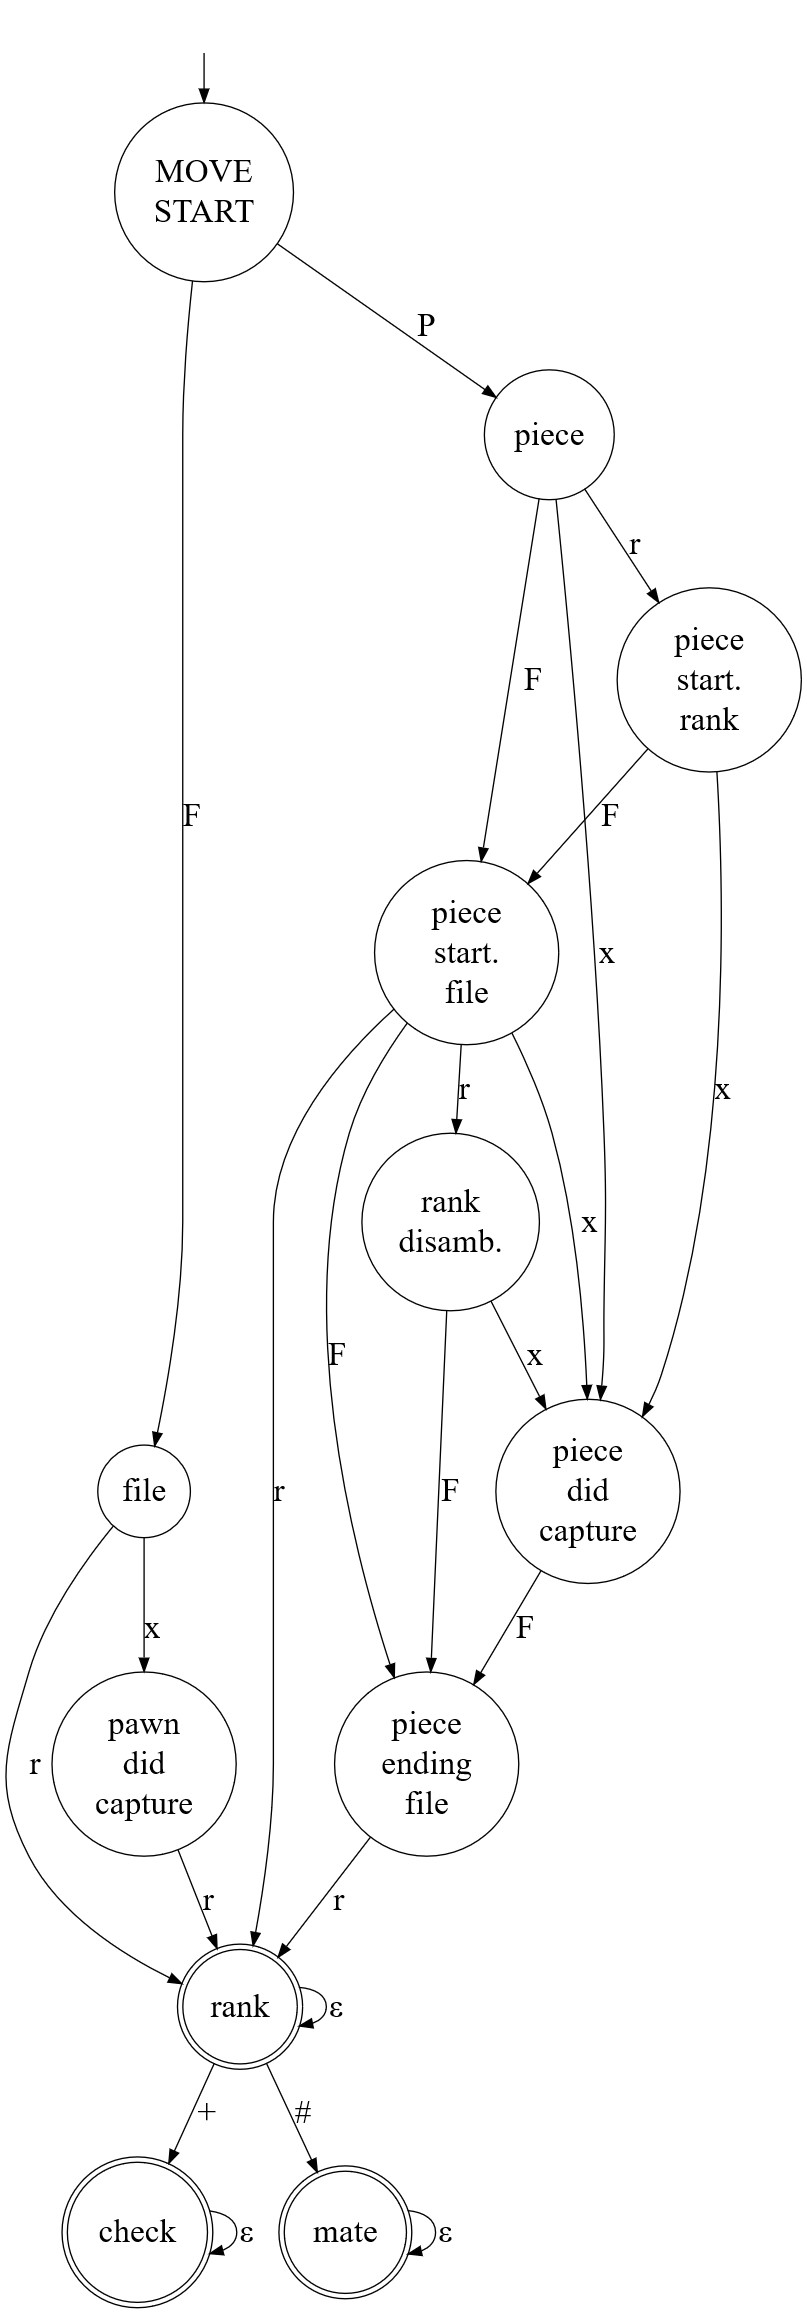 MOVE
START
P
piece
r
piece
start.
rank
F
F
F
piece
start.
file
x
r
x
rank
disamb.
x
F
x
piece
did
capture
file
r
F
F
x
pawn
did
capture
r
piece
ending
file
r
r
rank
ε
+
#
check
ε
mate
ε